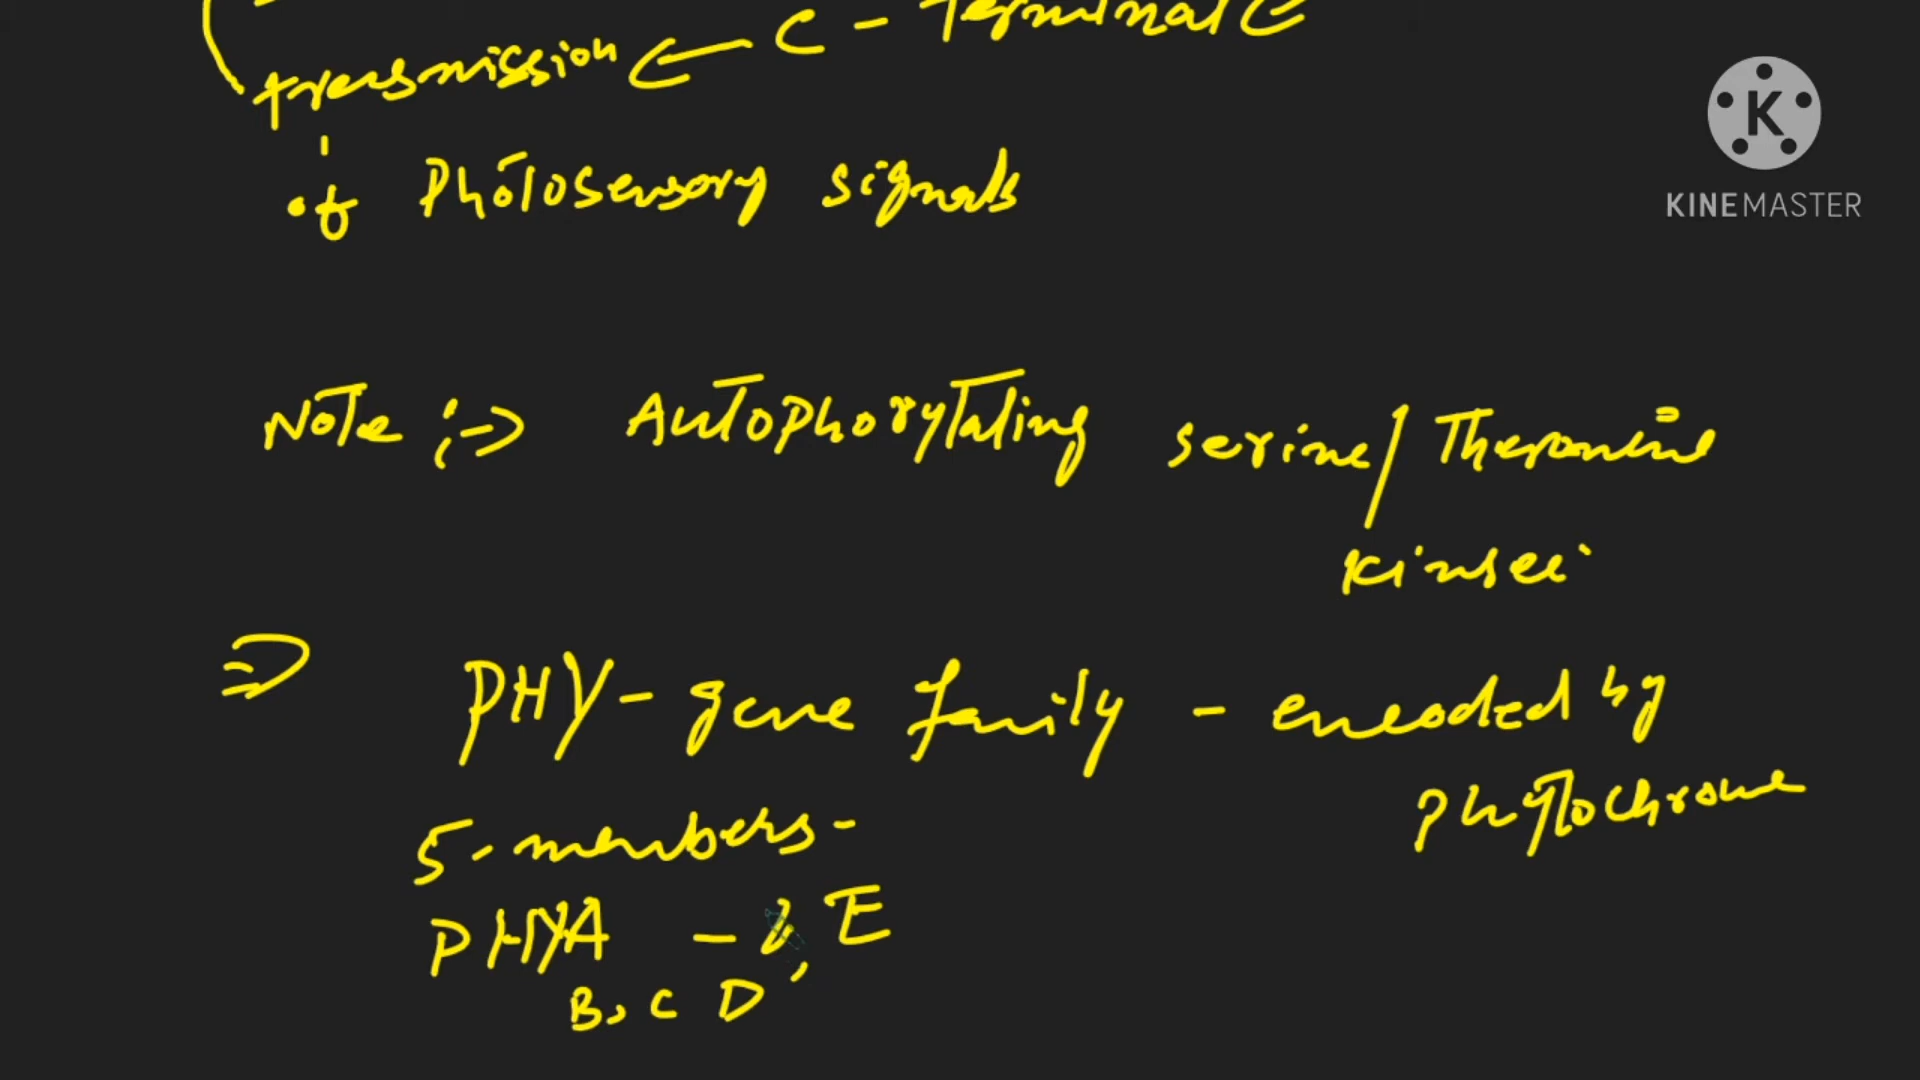 C - Terminal
transmission
of Photosensory signals
K
KINEMASTER
Note :-> Autophorytating serine/Theronine
kinsee
=> PHY - gene family - encoded by
phytochrome
5 - members -
PHYA - , E
B, C D